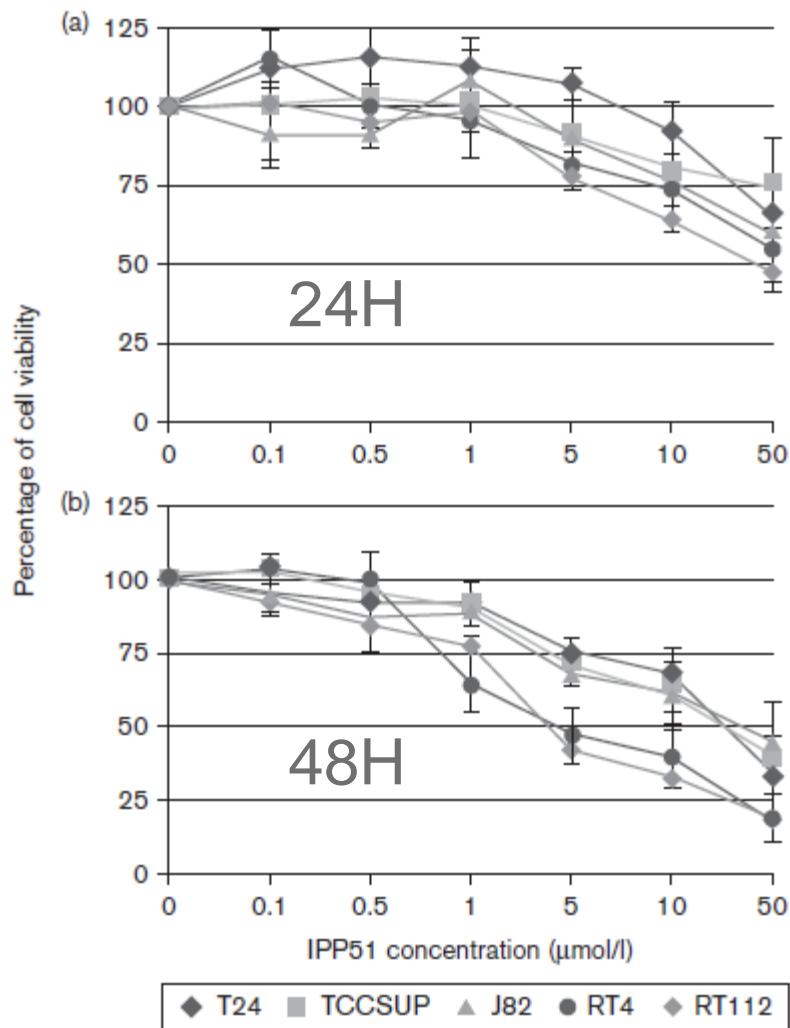 (a)
125
100
75
50
25
0
24H
0 0.1 0.5 1 5 10 50
Percentage of cell viability
(b)
125
100
75
50
25
0
48H
0 0.1 0.5 1 5 10 50
IPP51 concentration (μmol/l)
T24 TCCSUP J82 RT4 RT112